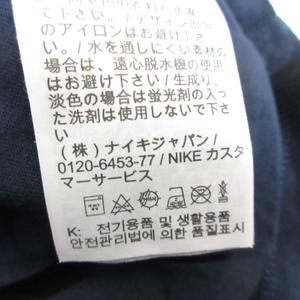 て下さい。/デザイン部分
のアイロンはお避け下さい。
/水を通しにくい素材の
場合は、遠心脱水機の使用
はお避け下さい/生成り、
淡色の場合は蛍光剤の入っ
た洗剤は使用しないで下さ
い
(株)ナイキジャパン/
0120-6453-77/NIKE カスタ
マーサービス
K: 전기용품 및 생활용품
안전관리법에 의한 품질표시